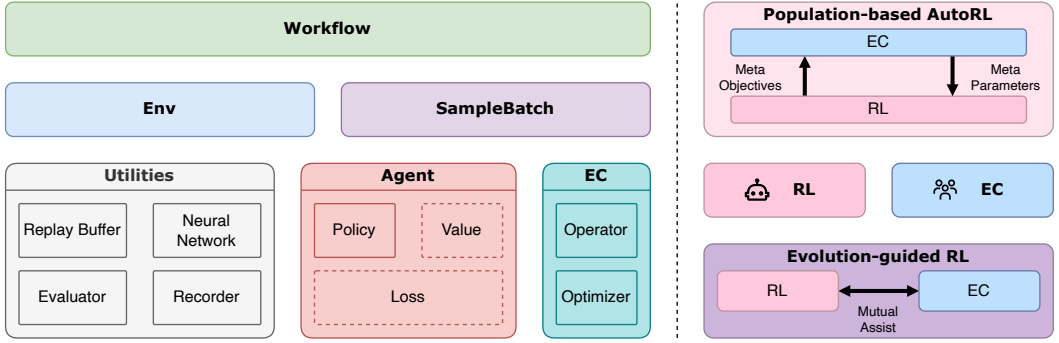 Workflow
Env
SampleBatch
Utilities
Replay Buffer
Neural
Network
Evaluator
Recorder
Agent
Policy
Value
Loss
EC
Operator
Optimizer
Population-based AutoRL
EC
Meta
Objectives
Meta
Parameters
RL
RL
EC
Evolution-guided RL
RL
EC
Mutual
Assist